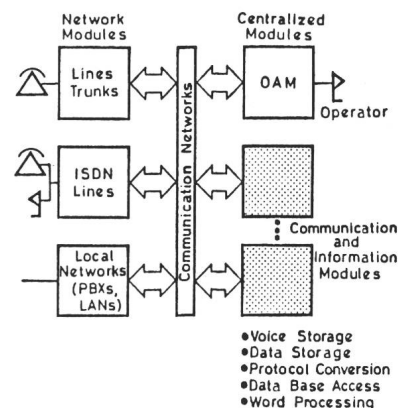 Network
Modules
Centralized
Modules
Lines
Trunks
OAM
Operator
ISDN
Lines
Communication Networks
Communication
and
Information
Modules
Local
Networks
(PBXs,
LANs)
•Voice Storage
•Data Storage
•Protocol Conversion
•Data Base Access
•Word Processing